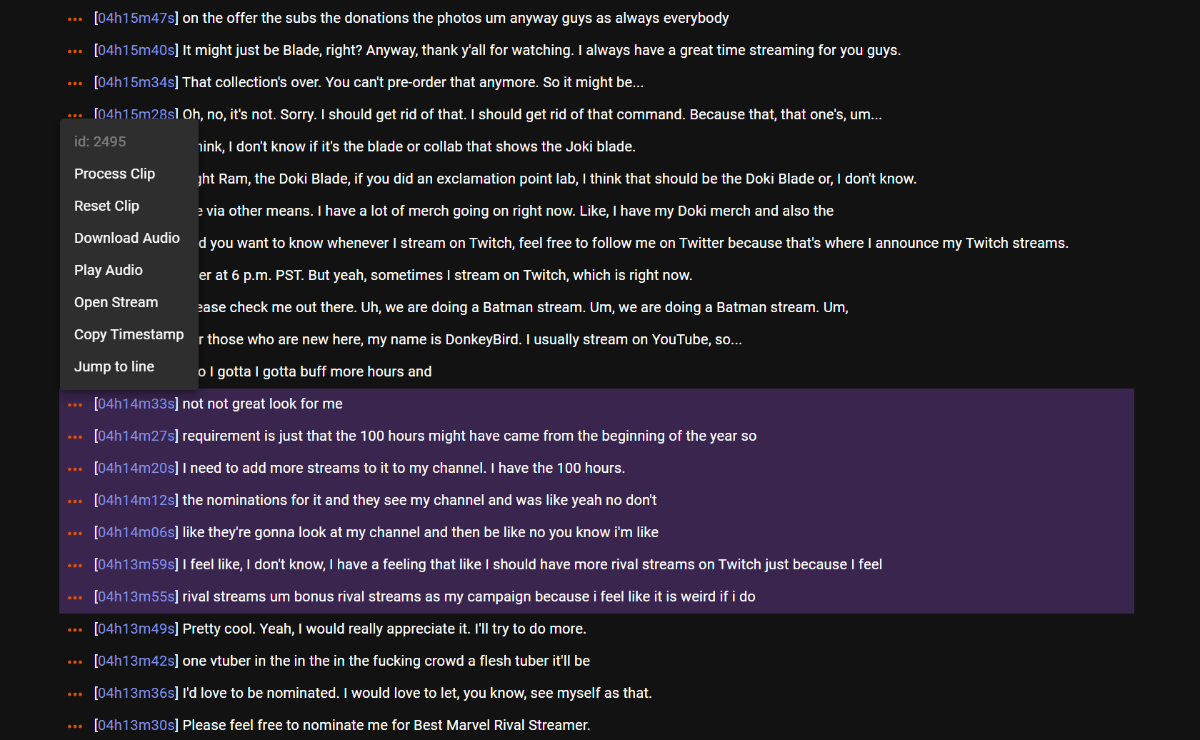 ••• [04h15m47s] on the offer the subs the donations the photos um anyway guys as always everybody
••• [04h15m40s] It might just be Blade, right? Anyway, thank y'all for watching. I always have a great time streaming for you guys.
••• [04h15m34s] That collection's over. You can't pre-order that anymore. So it might be...
••• [04h15m28s] Oh, no, it's not. Sorry. I should get rid of that. I should get rid of that command. Because that, that one's, um...
id: 2495
Process Clip
Reset Clip
Download Audio
Play Audio
Open Stream
Copy Timestamp
Jump to line
hink, I don't know if it's the blade or collab that shows the Joki blade.
ght Ram, the Doki Blade, if you did an exclamation point lab, I think that should be the Doki Blade or, I don't know.
e via other means. I have a lot of merch going on right now. Like, I have my Doki merch and also the
d you want to know whenever I stream on Twitch, feel free to follow me on Twitter because that's where I announce my Twitch streams.
er at 6 p.m. PST. But yeah, sometimes I stream on Twitch, which is right now.
ease check me out there. Uh, we are doing a Batman stream. Um, we are doing a Batman stream. Um,
r those who are new here, my name is DonkeyBird. I usually stream on YouTube, so...
o I gotta I gotta buff more hours and
••• [04h14m33s] not not great look for me
••• [04h14m27s] requirement is just that the 100 hours might have came from the beginning of the year so
••• [04h14m20s] I need to add more streams to it to my channel. I have the 100 hours.
••• [04h14m12s] the nominations for it and they see my channel and was like yeah no don't
••• [04h14m06s] like they're gonna look at my channel and then be like no you know i'm like
••• [04h13m59s] I feel like, I don't know, I have a feeling that like I should have more rival streams on Twitch just because I feel
••• [04h13m55s] rival streams um bonus rival streams as my campaign because i feel like it is weird if i do
••• [04h13m49s] Pretty cool. Yeah, I would really appreciate it. I'll try to do more.
••• [04h13m42s] one vtuber in the in the in the fucking crowd a flesh tuber it'll be
••• [04h13m36s] I'd love to be nominated. I would love to let, you know, see myself as that.
••• [04h13m30s] Please feel free to nominate me for Best Marvel Rival Streamer.